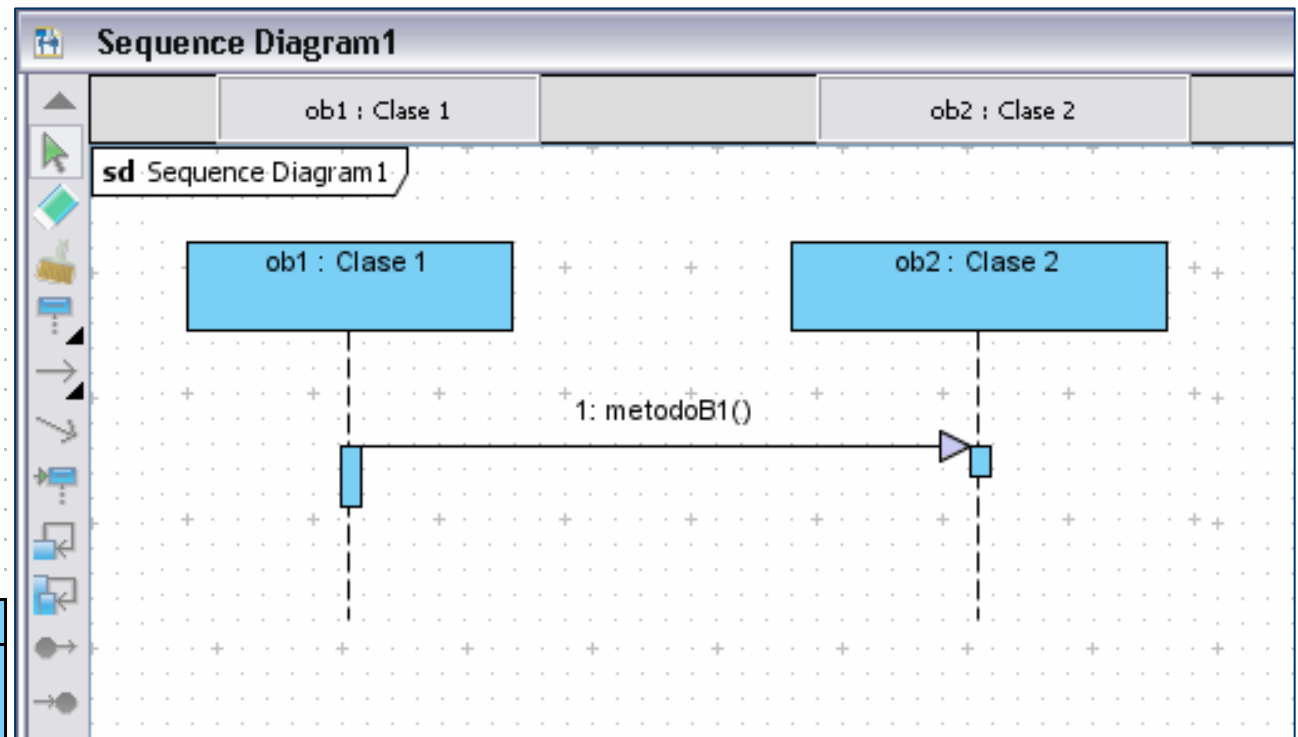 Sequence Diagram1
ob1 : Clase 1
ob2 : Clase 2
sd Sequence Diagram1
ob1 : Clase 1
ob2 : Clase 2
1: metodoB1()